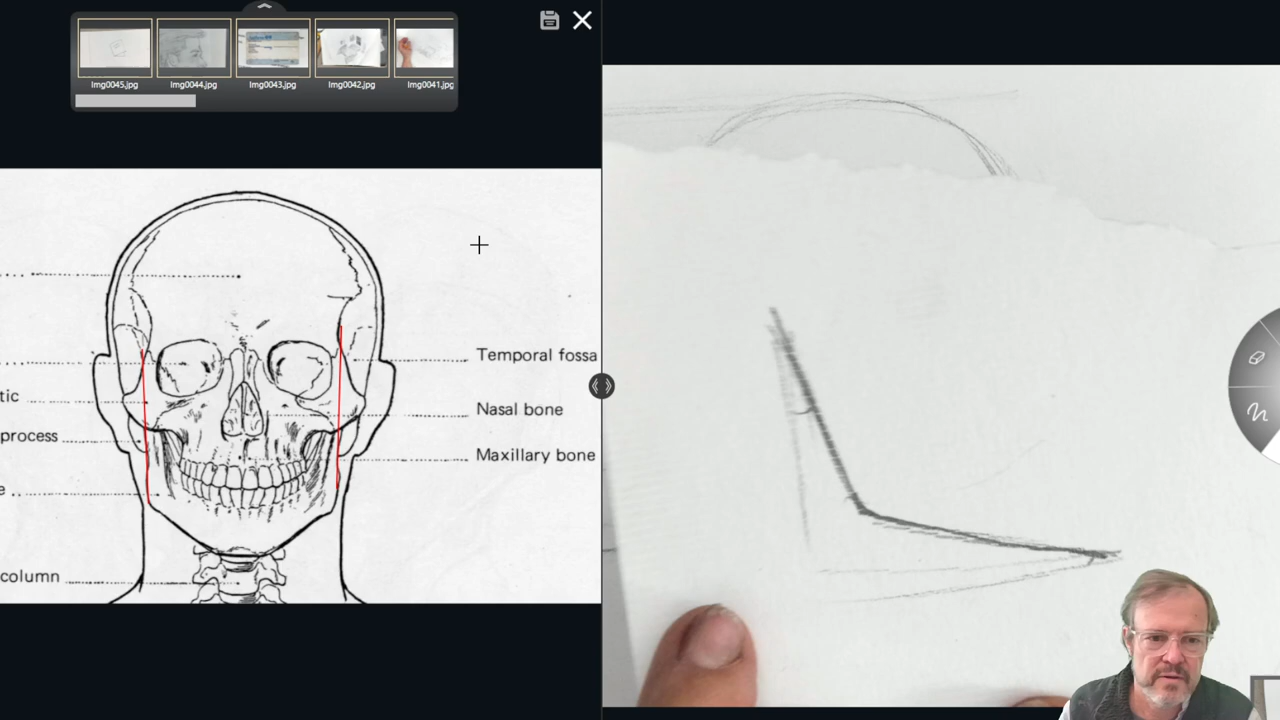 Img0045.jpg
Img0044.jpg
Img0043.jpg
Img0042.jpg
Img0041.jpg
Temporal fossa
tic
Nasal bone
process
Maxillary bone
e
column